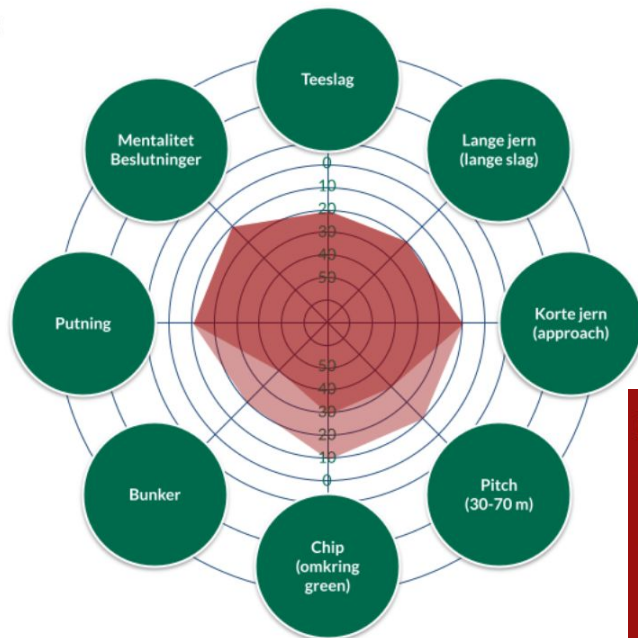 Teeslag
Mentalitet
Beslutninger
Lange jern
(lange slag)
0
10
20
30
40
50
Putning
Korte jern
(approach)
50
40
30
20
10
0
Bunker
Pitch
(30-70 m)
Chip
(omkring
green)